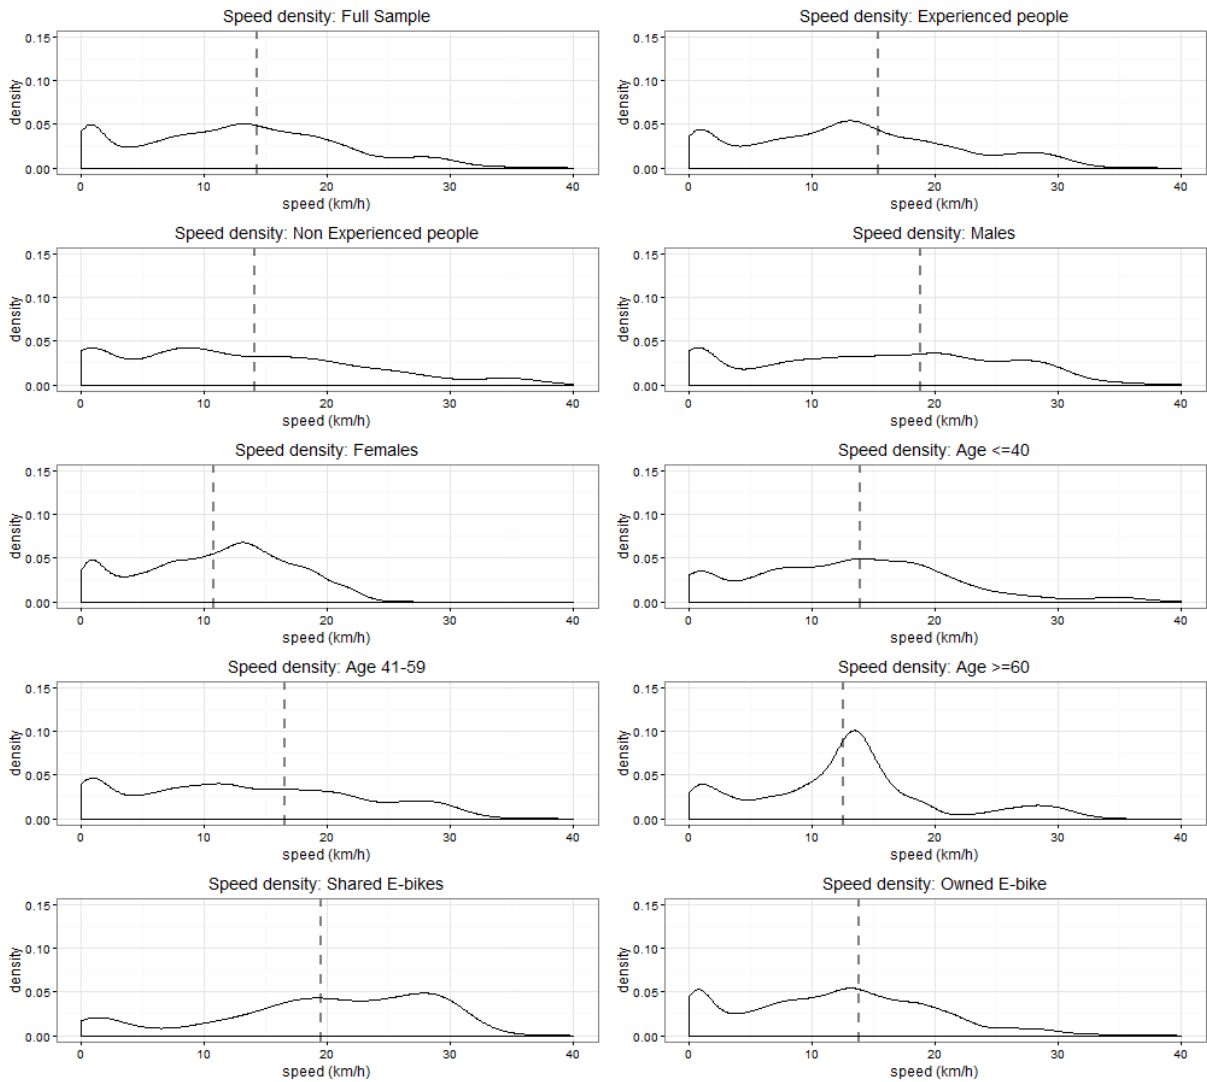 Speed density: Full Sample
0.15
0.10
0.05
0.00
density
0 10 20 30 40
speed (km/h)
Speed density: Experienced people
0.15
0.10
0.05
0.00
density
0 10 20 30 40
speed (km/h)
Speed density: Non Experienced people
0.15
0.10
0.05
0.00
density
0 10 20 30 40
speed (km/h)
Speed density: Males
0.15
0.10
0.05
0.00
density
0 10 20 30 40
speed (km/h)
Speed density: Females
0.15
0.10
0.05
0.00
density
0 10 20 30 40
speed (km/h)
Speed density: Age <=40
0.15
0.10
0.05
0.00
density
0 10 20 30 40
speed (km/h)
Speed density: Age 41-59
0.15
0.10
0.05
0.00
density
0 10 20 30 40
speed (km/h)
Speed density: Age >=60
0.15
0.10
0.05
0.00
density
0 10 20 30 40
speed (km/h)
Speed density: Shared E-bikes
0.15
0.10
0.05
0.00
density
0 10 20 30 40
speed (km/h)
Speed density: Owned E-bike
0.15
0.10
0.05
0.00
density
0 10 20 30 40
speed (km/h)